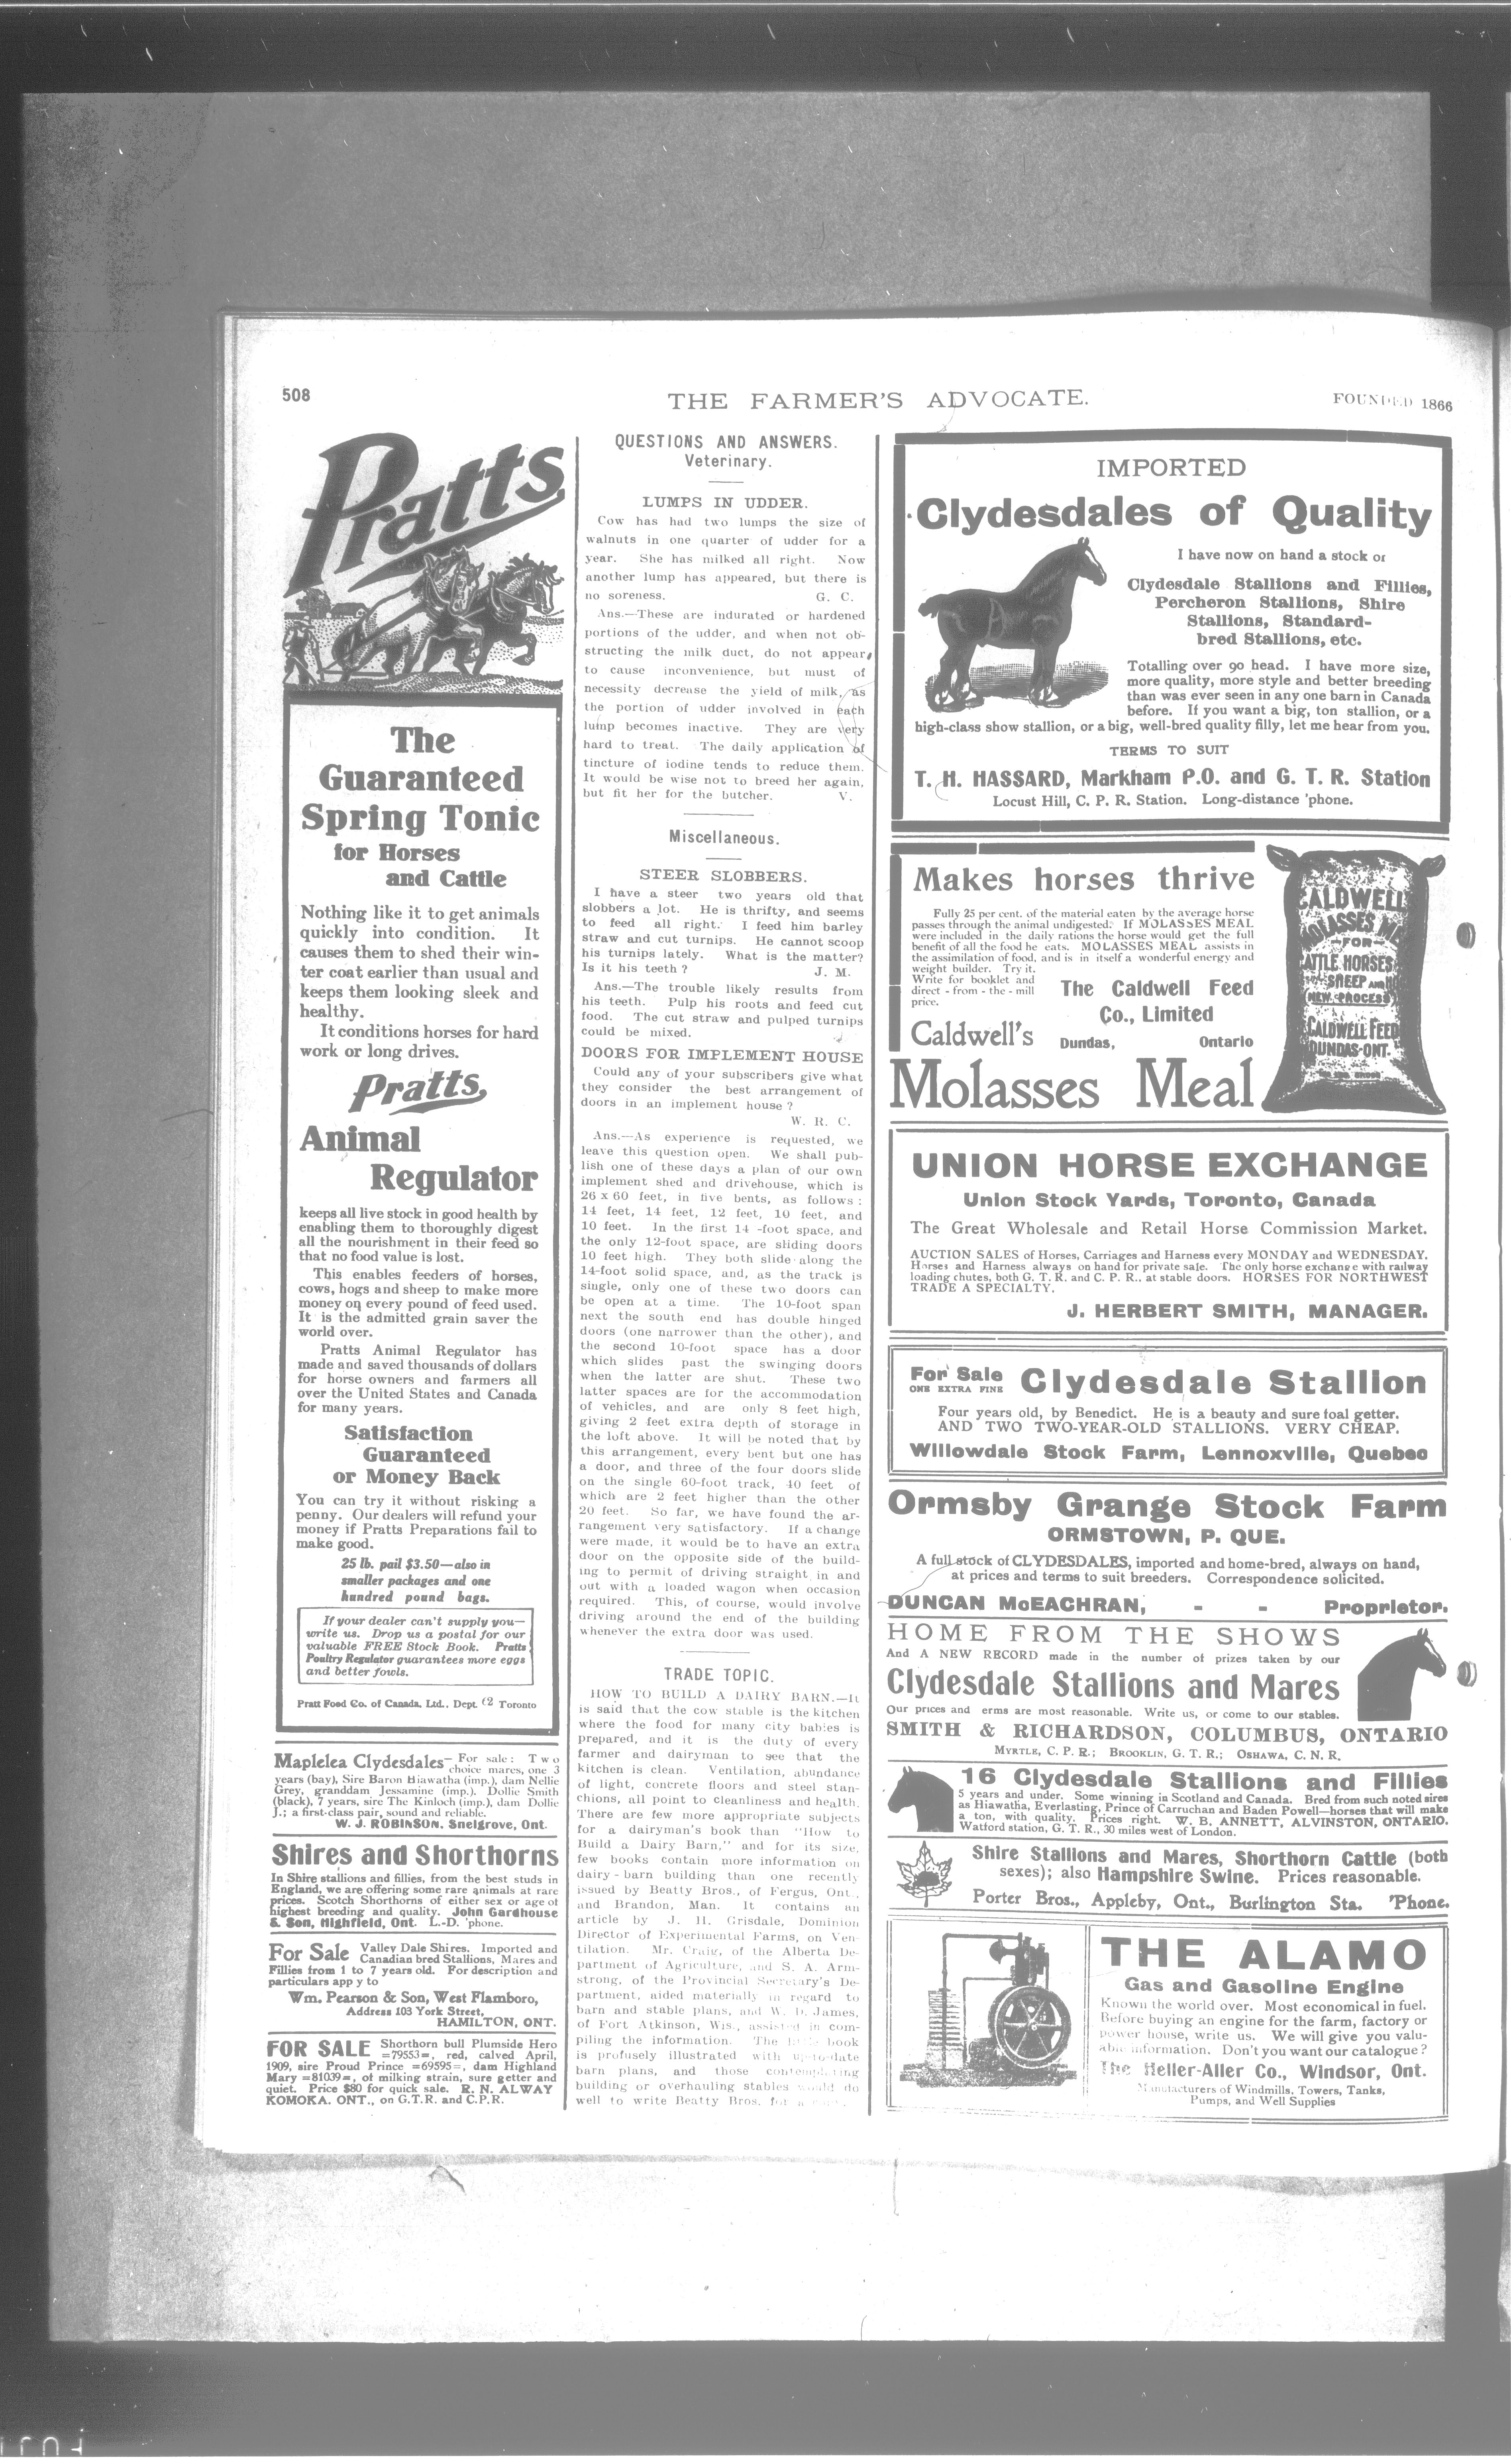 508
THE FARMER'S ADVOCATE.
FOUNDED 1866
Pratts
The
Guaranteed
Spring Tonic
for Horses
and Cattle
Nothing like it to get animals
quickly into condition. It
causes them to shed their win-
ter coat earlier than usual and
keeps them looking sleek and
healthy.
It conditions horses for hard
work or long drives.
Pratts,
Animal
Regulator
keeps all live stock in good health by
enabling them to thoroughly digest
all the nourishment in their feed so
that no food value is lost.
This enables feeders of horses,
cows, hogs and sheep to make more
money on every pound of feed used.
It is the admitted grain saver the
world over.
Pratts Animal Regulator has
made and saved thousands of dollars
for horse owners and farmers all
over the United States and Canada
for many years.
Satisfaction
Guaranteed
or Money Back
You can try it without risking a
penny. Our dealers will refund your
money if Pratts Preparations fail to
make good.
25 lb. pail $3.50—also in
smaller packages and one
hundred pound bags.
If your dealer can't supply you—
write us. Drop us a postal for our
valuable FREE Stock Book. Pratts
Poultry Regulator guarantees more eggs
and better fowls.
Pratt Food Co. of Canada, Ltd., Dept. 62 Toronto
Maplelea Clydesdales—For sale: Two
choice mares, one 3
years (bay), Sire Baron Hiawatha (imp.), dam Nellie
Grey, granddam Jessamine (imp.). Dollie Smith
(black), 7 years, sire The Kinloch (imp.), dam Dollie
J.; a first-class pair, sound and reliable.
W. J. ROBINSON, Snelgrove, Ont.
Shires and Shorthorns
In Shire stallions and fillies, from the best studs in
England, we are offering some rare animals at rare
prices. Scotch Shorthorns of either sex or age of
highest breeding and quality. John Gardhouse
& Son, Highfield, Ont. L.-D. 'phone.
For Sale Valley Dale Shires. Imported and
Canadian bred Stallions, Mares and
Fillies from 1 to 7 years old. For description and
particulars app y to
Wm. Pearson & Son, West Flamboro,
Address 103 York Street,
HAMILTON, ONT.
FOR SALE Shorthorn bull Plumside Hero
=79553=, red, calved April,
1909, sire Proud Prince =69595=, dam Highland
Mary =81039=, of milking strain, sure getter and
quiet. Price $80 for quick sale. R. N. ALWAY
KOMOKA. ONT., on G.T.R. and C.P.R.
QUESTIONS AND ANSWERS.
Veterinary.
LUMPS IN UDDER.
Cow has had two lumps the size of
walnuts in one quarter of udder for a
year. She has milked all right. Now
another lump has appeared, but there is
no soreness. G. C.
Ans.—These are indurated or hardened
portions of the udder, and when not ob-
structing the milk duct, do not appear,
to cause inconvenience, but must of
necessity decrease the yield of milk, as
the portion of udder involved in each
lump becomes inactive. They are very
hard to treat. The daily application of
tincture of iodine tends to reduce them.
It would be wise not to breed her again,
but fit her for the butcher. V.
Miscellaneous.
STEER SLOBBERS.
I have a steer two years old that
slobbers a lot. He is thrifty, and seems
to feed all right. I feed him barley
straw and cut turnips. He cannot scoop
his turnips lately. What is the matter?
Is it his teeth? J. M.
Ans.—The trouble likely results from
his teeth. Pulp his roots and feed cut
food. The cut straw and pulped turnips
could be mixed.
DOORS FOR IMPLEMENT HOUSE
Could any of your subscribers give what
they consider the best arrangement of
doors in an implement house?
W. R. C.
Ans.—As experience is requested, we
leave this question open. We shall pub-
lish one of these days a plan of our own
implement shed and drivehouse, which is
26 x 60 feet, in five bents, as follows:
14 feet, 14 feet, 12 feet, 10 feet, and
10 feet. In the first 14 -foot space, and
the only 12-foot space, are sliding doors
10 feet high. They both slide along the
14-foot solid space, and, as the track is
single, only one of these two doors can
be open at a time. The 10-foot span
next the south end has double hinged
doors (one narrower than the other), and
the second 10-foot space has a door
which slides past the swinging doors
when the latter are shut. These two
latter spaces are for the accommodation
of vehicles, and are only 8 feet high,
giving 2 feet extra depth of storage in
the loft above. It will be noted that by
this arrangement, every bent but one has
a door, and three of the four doors slide
on the single 60-foot track, 40 feet of
which are 2 feet higher than the other
20 feet. So far, we have found the ar-
rangement very satisfactory. If a change
were made, it would be to have an extra
door on the opposite side of the build-
ing to permit of driving straight in and
out with a loaded wagon when occasion
required. This, of course, would involve
driving around the end of the building
whenever the extra door was used.
TRADE TOPIC.
HOW TO BUILD A DAIRY BARN.—It
is said that the cow stable is the kitchen
where the food for many city babies is
prepared, and it is the duty of every
farmer and dairyman to see that the
kitchen is clean. Ventilation, abundance
of light, concrete floors and steel stan-
chions, all point to cleanliness and health.
There are few more appropriate subjects
for a dairyman's book than "How to
Build a Dairy Barn," and for its size,
few books contain more information on
dairy-barn building than one recently
issued by Beatty Bros., of Fergus, Ont.,
and Brandon, Man. It contains an
article by J. H. Grisdale, Dominion
Director of Experimental Farms, on Ven-
tilation. Mr. Craig, of the Alberta De-
partment of Agriculture, and S. A. Arm-
strong, of the Provincial Secretary's De-
partment, aided materially in regard to
barn and stable plans, and W. D. James,
of Fort Atkinson, Wis., assisted in com-
piling the information. The little book
is profusely illustrated with up-to-date
barn plans, and those contemplating
building or overhauling stables would do
well to write Beatty Bros. for a
IMPORTED
Clydesdales of Quality
I have now on hand a stock of
Clydesdale Stallions and Fillies,
Percheron Stallions, Shire
Stallions, Standard-
bred Stallions, etc.
Totalling over 90 head. I have more size,
more quality, more style and better breeding
than was ever seen in any one barn in Canada
before. If you want a big, ton stallion, or a
high-class show stallion, or a big, well-bred quality filly, let me hear from you.
TERMS TO SUIT
T. H. HASSARD, Markham P.O. and G. T. R. Station
Locust Hill, C. P. R. Station. Long-distance 'phone.
Makes horses thrive
Fully 25 per cent. of the material eaten by the average horse
passes through the animal undigested. If MOLASSES MEAL
were included in the daily rations the horse would get the full
benefit of all the food he eats. MOLASSES MEAL assists in
the assimilation of food, and is in itself a wonderful energy and
weight builder. Try it.
Write for booklet and
direct - from - the - mill
price.
The Caldwell Feed
Co., Limited
Dundas, Ontario
Caldwell's
Molasses Meal
CALDWELL
MOLASSES MEAL
FOR
CATTLE HORSES
SHEEP AND
NEW PROCESS
CALDWELL FEED
DUNDAS-ONT.
UNION HORSE EXCHANGE
Union Stock Yards, Toronto, Canada
The Great Wholesale and Retail Horse Commission Market.
AUCTION SALES of Horses, Carriages and Harness every MONDAY and WEDNESDAY.
Horses and Harness always on hand for private sale. The only horse exchange with railway
loading chutes, both G. T. R. and C. P. R., at stable doors. HORSES FOR NORTHWEST
TRADE A SPECIALTY.
J. HERBERT SMITH, MANAGER.
For Sale
ONE EXTRA FINE
Clydesdale Stallion
Four years old, by Benedict. He is a beauty and sure foal getter.
AND TWO TWO-YEAR-OLD STALLIONS. VERY CHEAP.
Willowdale Stock Farm, Lennoxville, Quebec
Ormsby Grange Stock Farm
ORMSTOWN, P. QUE.
A full stock of CLYDESDALES, imported and home-bred, always on hand,
at prices and terms to suit breeders. Correspondence solicited.
DUNCAN McEACHRAN, - - Proprietor.
HOME FROM THE SHOWS
And A NEW RECORD made in the number of prizes taken by our
Clydesdale Stallions and Mares
Our prices and erms are most reasonable. Write us, or come to our stables.
SMITH & RICHARDSON, COLUMBUS, ONTARIO
MYRTLE, C. P. R.; BROOKLIN, G. T. R.; OSHAWA, C. N. R.
16 Clydesdale Stallions and Fillies
5 years and under. Some winning in Scotland and Canada. Bred from such noted sires
as Hiawatha, Everlasting, Prince of Carruchan and Baden Powell—horses that will make
a ton, with quality. Prices right. W. B. ANNETT, ALVINSTON, ONTARIO.
Watford station, G. T. R., 30 miles west of London.
Shire Stallions and Mares, Shorthorn Cattle (both
sexes); also Hampshire Swine. Prices reasonable.
Porter Bros., Appleby, Ont., Burlington Sta. 'Phone.
THE ALAMO
Gas and Gasoline Engine
Known the world over. Most economical in fuel.
Before buying an engine for the farm, factory or
power house, write us. We will give you valu-
able information. Don't you want our catalogue?
The Heller-Aller Co., Windsor, Ont.
Manufacturers of Windmills, Towers, Tanks,
Pumps, and Well Supplies